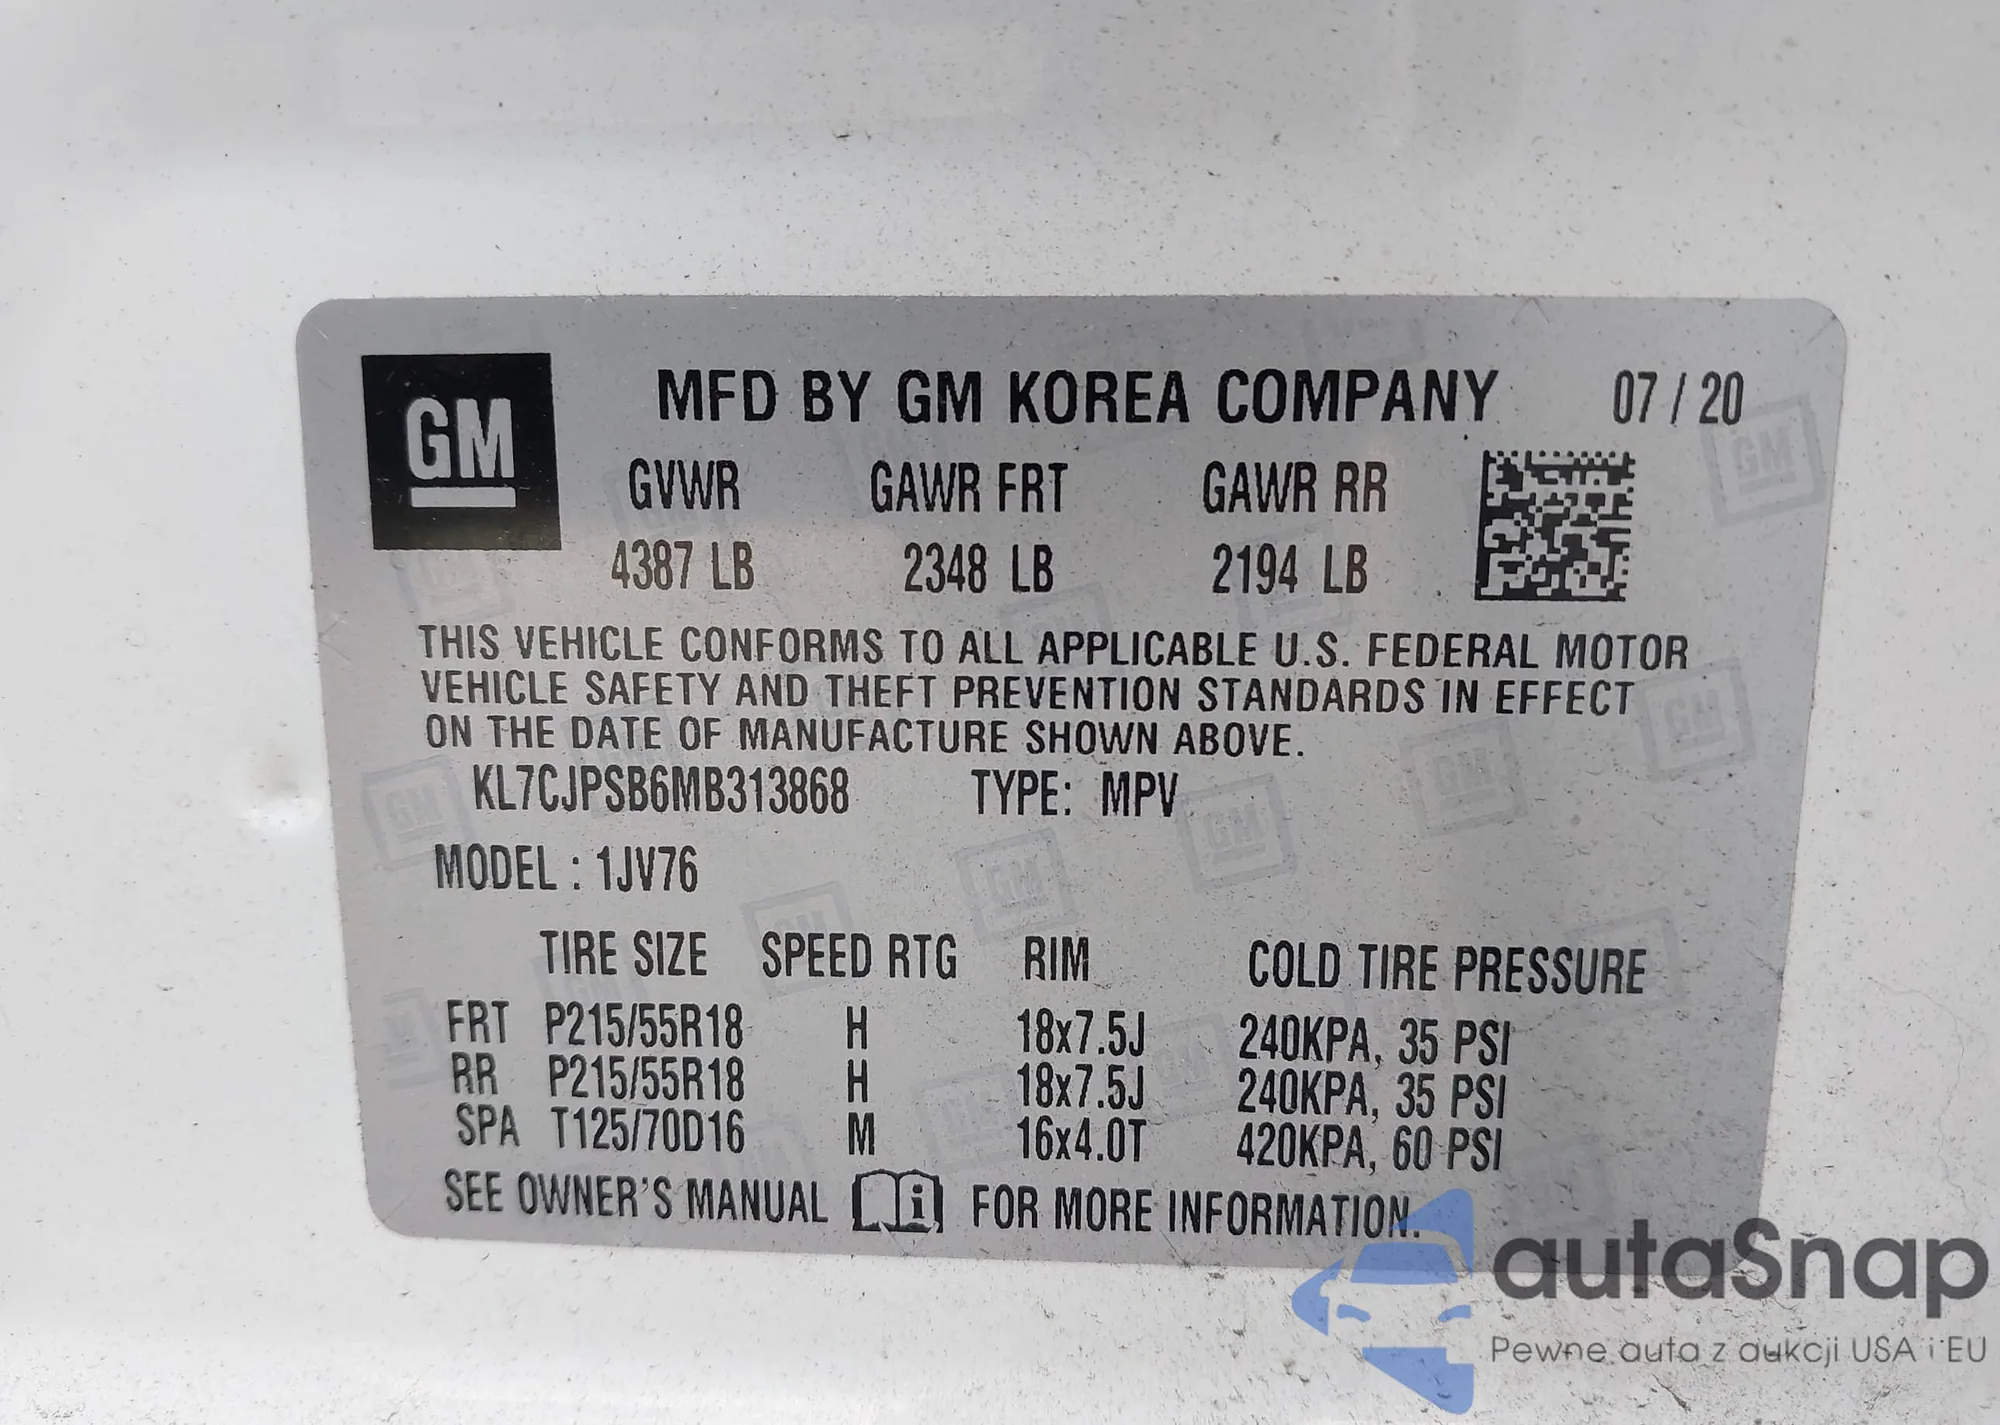 GM
MFD BY GM KOREA COMPANY 07 / 20
GVWR GAWR FRT GAWR RR
4387 LB 2348 LB 2194 LB
THIS VEHICLE CONFORMS TO ALL APPLICABLE U.S. FEDERAL MOTOR
VEHICLE SAFETY AND THEFT PREVENTION STANDARDS IN EFFECT
ON THE DATE OF MANUFACTURE SHOWN ABOVE.
KL7CJPSB6MB313868 TYPE: MPV
MODEL : 1JV76
TIRE SIZE SPEED RTG RIM COLD TIRE PRESSURE
FRT P215/55R18 H 18x7.5J 240KPA, 35 PSI
RR P215/55R18 H 18x7.5J 240KPA, 35 PSI
SPA T125/70D16 M 16x4.0T 420KPA, 60 PSI
SEE OWNER'S MANUAL i FOR MORE INFORMATION.
autaSnap
Pewne auta z aukcji USA i EU